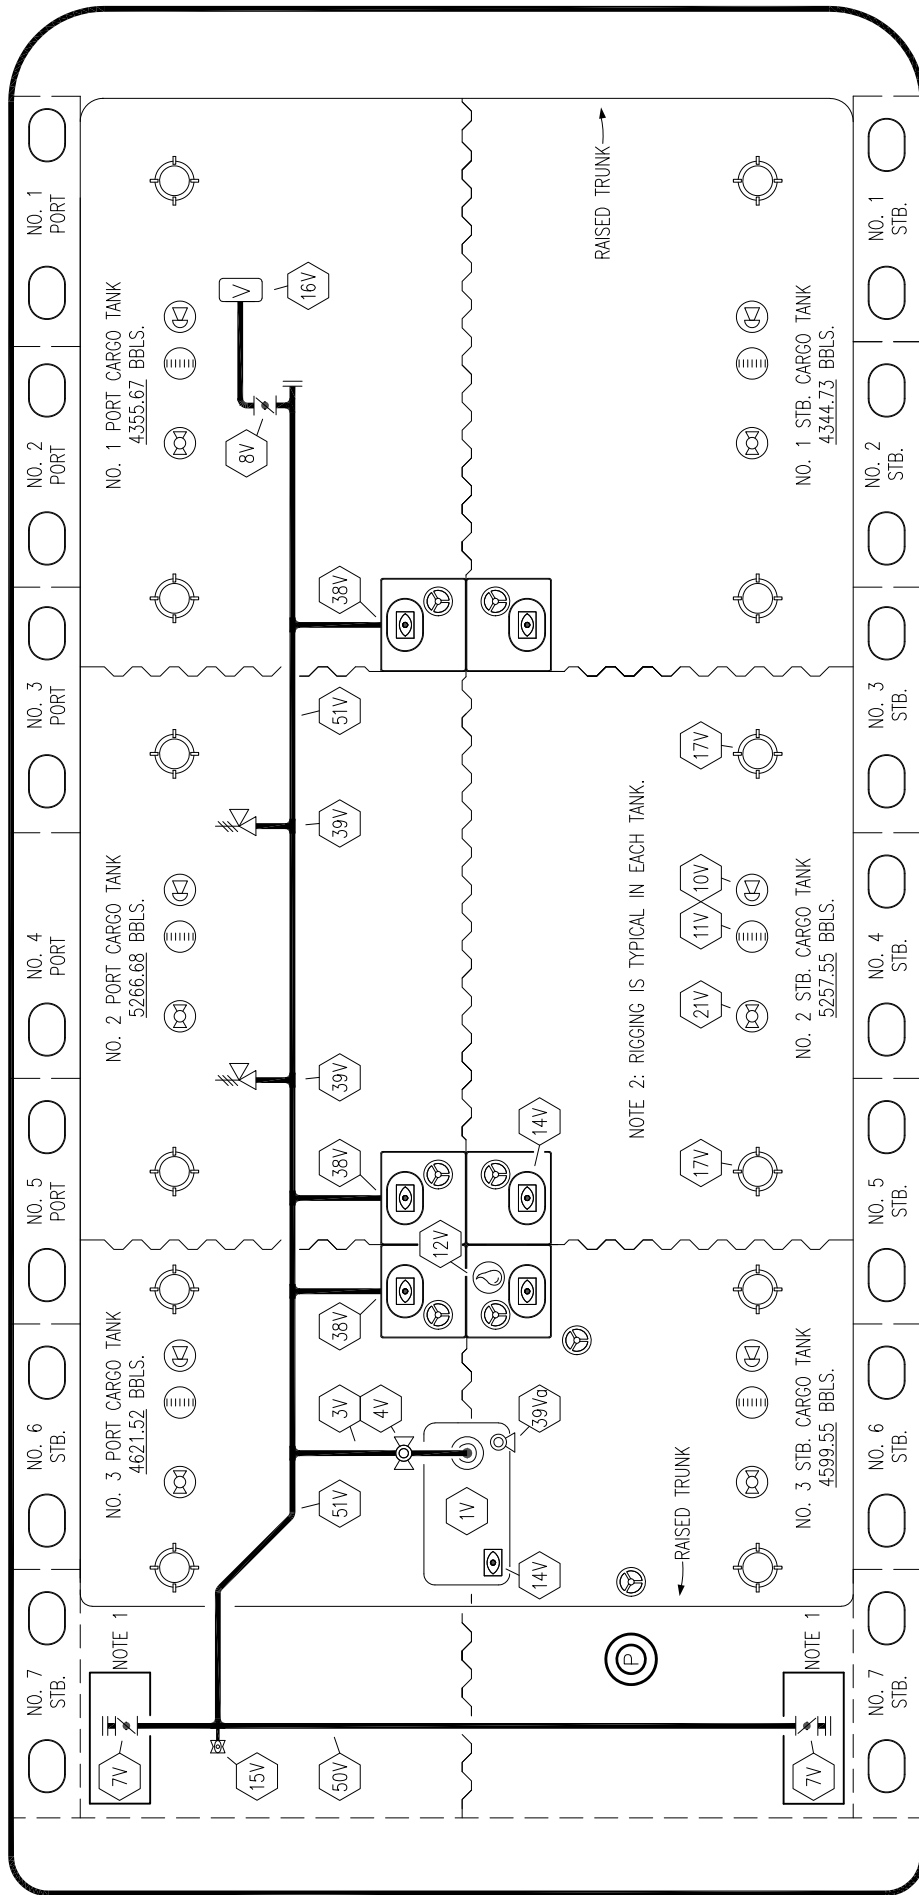 NO. 1
PORT
NO. 2
PORT
NO. 3
PORT
NO. 4
PORT
NO. 5
PORT
NO. 6
STB.
NO. 7
STB.
NO. 1 PORT CARGO TANK
4355.67 BBLS.
V
16V
8V
38V
RAISED TRUNK
NO. 1 STB. CARGO TANK
4344.73 BBLS.
NO. 2 PORT CARGO TANK
5266.68 BBLS.
51V
39V
39V
38V
14V
12V
NOTE 2: RIGGING IS TYPICAL IN EACH TANK.
17V
10V
11V
21V
17V
NO. 2 STB. CARGO TANK
5257.55 BBLS.
NO. 3 PORT CARGO TANK
4621.52 BBLS.
38V
3V
4V
51V
39Va
1V
14V
RAISED TRUNK
NO. 3 STB. CARGO TANK
4599.55 BBLS.
NOTE 1
7V
15V
50V
P
NOTE 1
7V
NO. 1
STB.
NO. 2
STB.
NO. 3
STB.
NO. 4
STB.
NO. 5
STB.
NO. 6
STB.
NO. 7
STB.